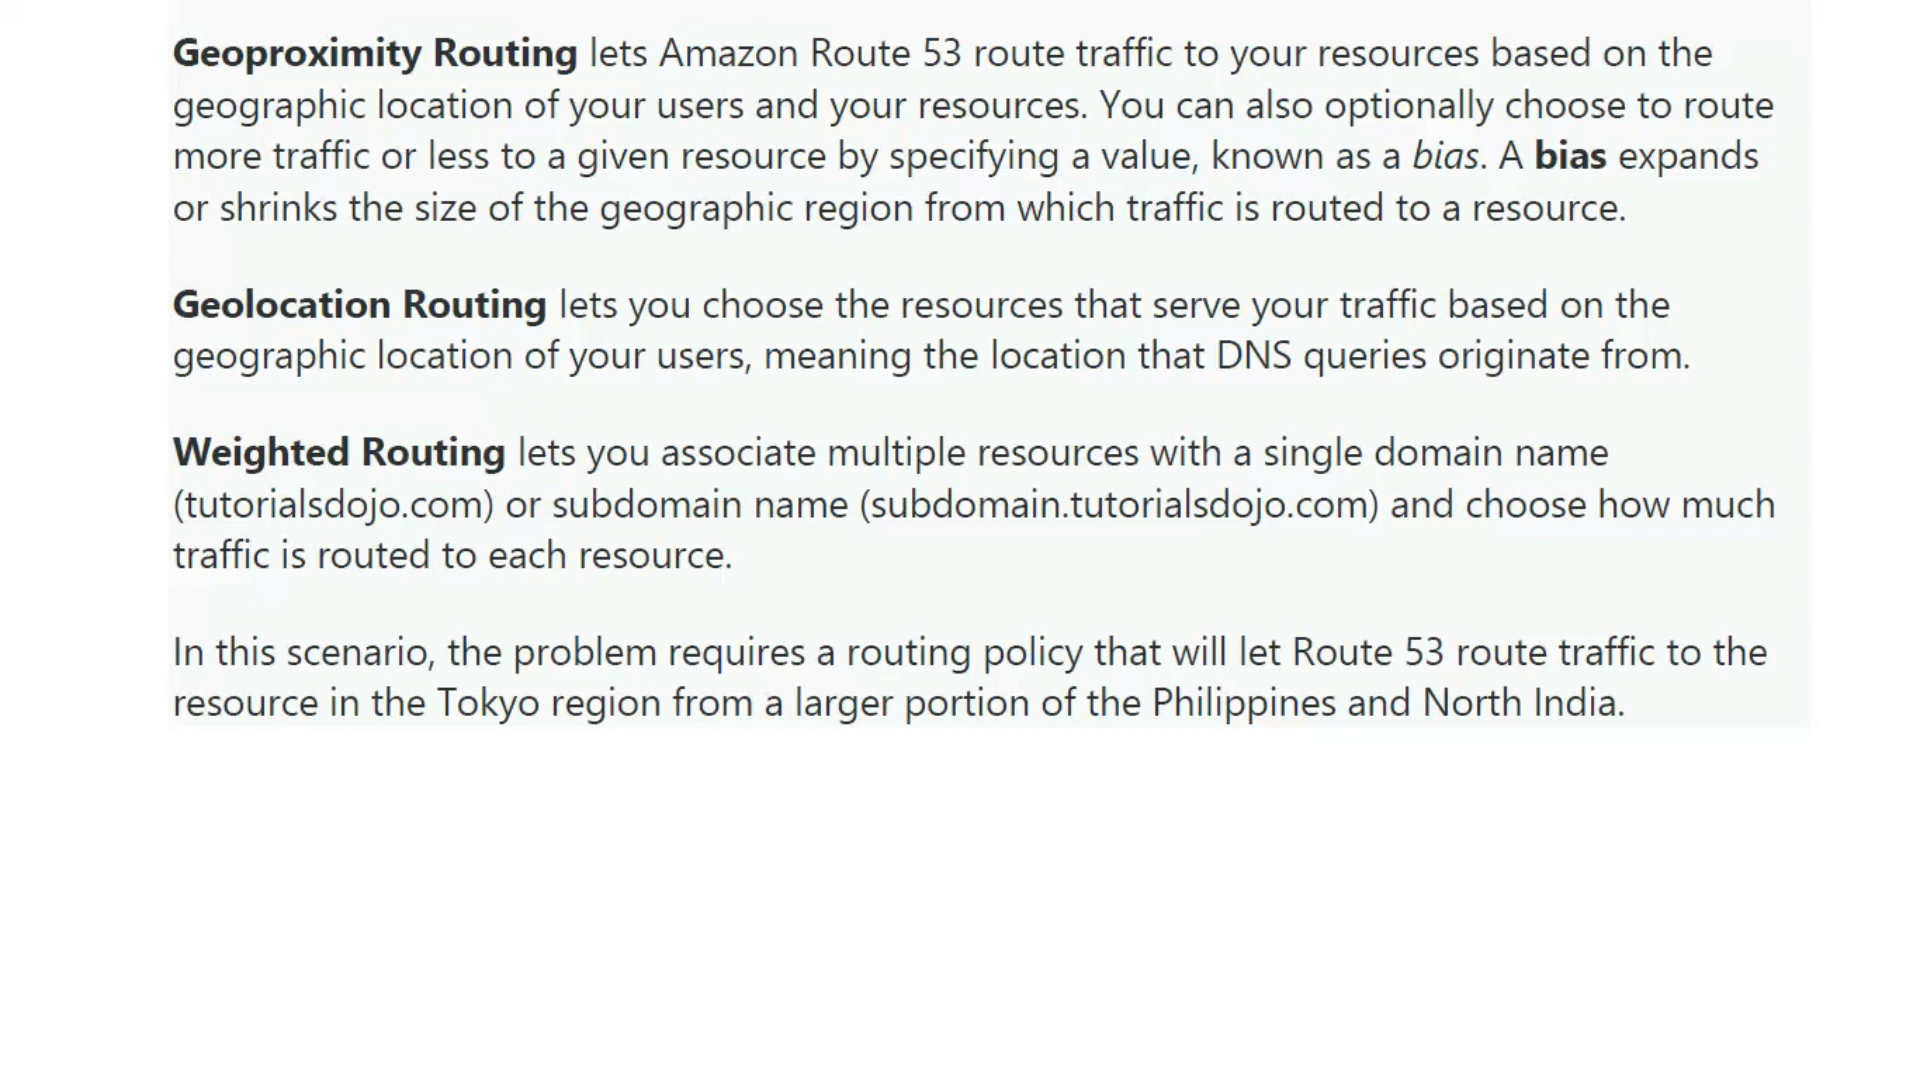 Geoproximity Routing lets Amazon Route 53 route traffic to your resources based on the
geographic location of your users and your resources. You can also optionally choose to route
more traffic or less to a given resource by specifying a value, known as a bias. A bias expands
or shrinks the size of the geographic region from which traffic is routed to a resource.
Geolocation Routing lets you choose the resources that serve your traffic based on the
geographic location of your users, meaning the location that DNS queries originate from.
Weighted Routing lets you associate multiple resources with a single domain name
(tutorialsdojo.com) or subdomain name (subdomain.tutorialsdojo.com) and choose how much
traffic is routed to each resource.
In this scenario, the problem requires a routing policy that will let Route 53 route traffic to the
resource in the Tokyo region from a larger portion of the Philippines and North India.